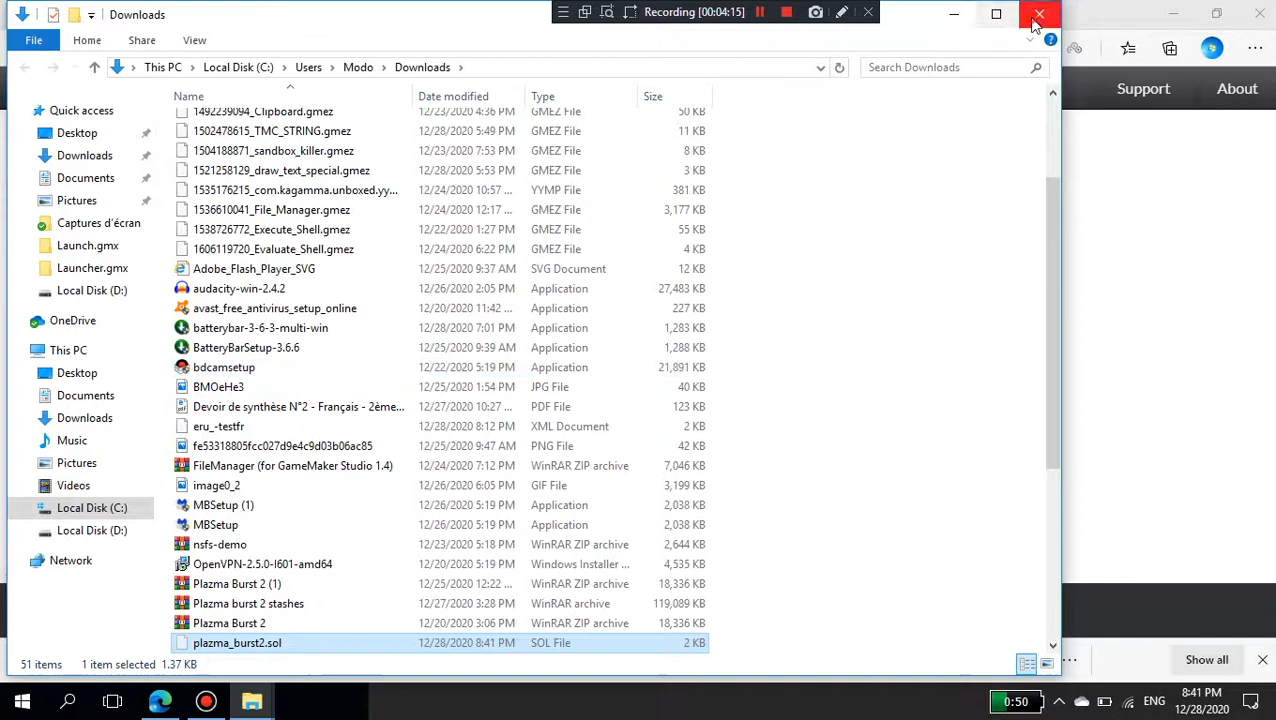 Downloads
Recording [00:04:15]
File Home Share View
This PC Local Disk (C:) Users Modo Downloads
Search Downloads
Support About
Name Date modified Type Size
1492239094_Clipboard.gmez 12/23/2020 4:36 PM GMEZ File 50 KB
1502478615_TMC_STRING.gmez 12/28/2020 5:49 PM GMEZ File 11 KB
1504188871_sandbox_killer.gmez 12/23/2020 7:53 PM GMEZ File 8 KB
1521258129_draw_text_special.gmez 12/28/2020 5:53 PM GMEZ File 3 KB
1535176215_com.kagamma.unboxed.yy... 12/24/2020 10:57 ... YYMP File 381 KB
1536610041_File_Manager.gmez 12/24/2020 12:17 ... GMEZ File 3,177 KB
1538726772_Execute_Shell.gmez 12/22/2020 1:27 PM GMEZ File 55 KB
1606119720_Evaluate_Shell.gmez 12/24/2020 6:22 PM GMEZ File 4 KB
Adobe_Flash_Player_SVG 12/25/2020 9:37 AM SVG Document 12 KB
audacity-win-2.4.2 12/26/2020 2:05 PM Application 27,483 KB
avast_free_antivirus_setup_online 12/20/2020 11:42 ... Application 227 KB
batterybar-3-6-3-multi-win 12/28/2020 7:01 PM Application 1,283 KB
BatteryBarSetup-3.6.6 12/25/2020 9:39 AM Application 1,288 KB
bdcamsetup 12/22/2020 5:19 PM Application 21,891 KB
BMOeHe3 12/25/2020 1:54 PM JPG File 40 KB
Devoir de synthèse N°2 - Français - 2ème... 12/27/2020 10:27 ... PDF File 123 KB
eru_-testfr 12/28/2020 8:12 PM XML Document 2 KB
fe53318805fcc027d9e4c9d03b06ac85 12/25/2020 9:47 AM PNG File 42 KB
FileManager (for GameMaker Studio 1.4) 12/24/2020 7:12 PM WinRAR ZIP archive 7,046 KB
image0_2 12/26/2020 6:05 PM GIF File 3,199 KB
MBSetup (1) 12/26/2020 5:19 PM Application 2,038 KB
MBSetup 12/26/2020 5:19 PM Application 2,038 KB
nsfs-demo 12/23/2020 5:18 PM WinRAR ZIP archive 2,644 KB
OpenVPN-2.5.0-I601-amd64 12/20/2020 5:19 PM Windows Installer ... 4,535 KB
Plazma Burst 2 (1) 12/25/2020 12:22 ... WinRAR ZIP archive 18,336 KB
Plazma burst 2 stashes 12/27/2020 3:28 PM WinRAR archive 119,089 KB
Plazma Burst 2 12/20/2020 3:06 PM WinRAR ZIP archive 18,336 KB
plazma_burst2.sol 12/28/2020 8:41 PM SOL File 2 KB
Quick access
Desktop
Downloads
Documents
Pictures
Captures d'écran
Launch.gmx
Launcher.gmx
Local Disk (D:)
OneDrive
This PC
Desktop
Documents
Downloads
Music
Pictures
Videos
Local Disk (C:)
Local Disk (D:)
Network
51 items 1 item selected 1.37 KB
Show all
0:50
ENG
8:41 PM
12/28/2020